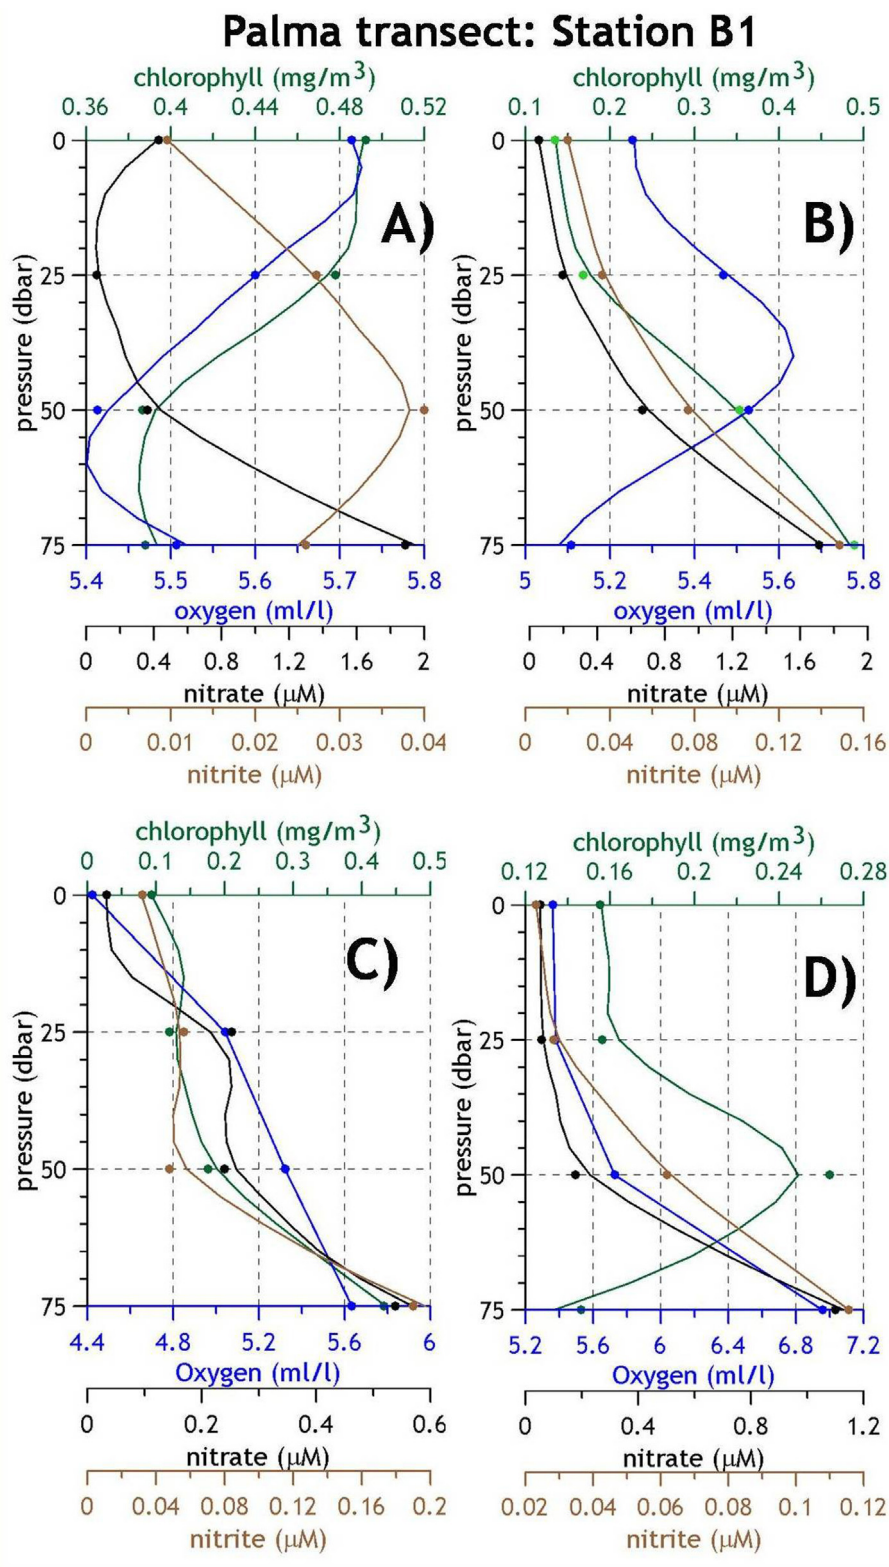 Palma transect: Station B1
chlorophyll (mg/m³)
0.36 0.4 0.44 0.48 0.52
0
25
50
75
pressure (dbar)
A)
5.4 5.5 5.6 5.7 5.8
oxygen (ml/l)
0 0.4 0.8 1.2 1.6 2
nitrate (µM)
0 0.01 0.02 0.03 0.04
nitrite (µM)
chlorophyll (mg/m³)
0.1 0.2 0.3 0.4 0.5
0
25
50
75
pressure (dbar)
B)
5 5.2 5.4 5.6 5.8
oxygen (ml/l)
0 0.4 0.8 1.2 1.6 2
nitrate (µM)
0 0.04 0.08 0.12 0.16
nitrite (µM)
chlorophyll (mg/m³)
0 0.1 0.2 0.3 0.4 0.5
0
25
50
75
pressure (dbar)
C)
4.4 4.8 5.2 5.6 6
Oxygen (ml/l)
0 0.2 0.4 0.6
nitrate (µM)
0 0.04 0.08 0.12 0.16 0.2
nitrite (µM)
chlorophyll (mg/m³)
0.12 0.16 0.2 0.24 0.28
0
25
50
75
pressure (dbar)
D)
5.2 5.6 6 6.4 6.8 7.2
Oxygen (ml/l)
0 0.4 0.8 1.2
nitrate (µM)
0.02 0.04 0.06 0.08 0.1 0.12
nitrite (µM)